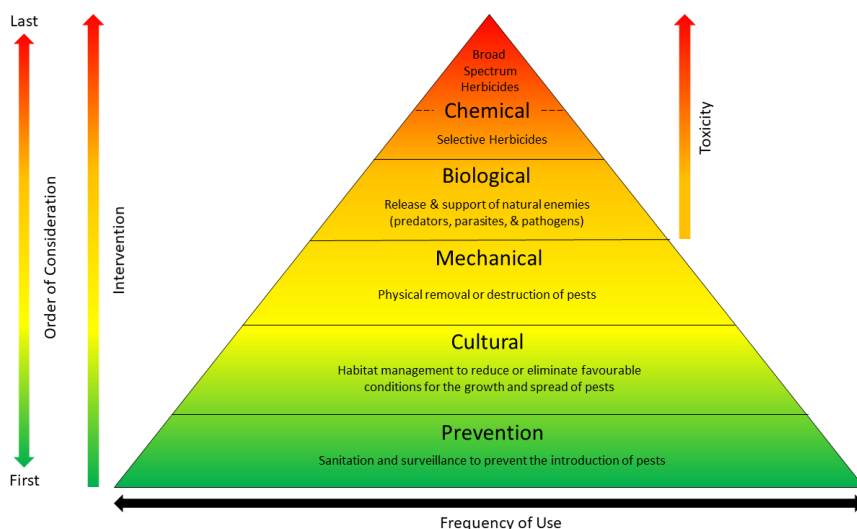 Last
Order of Consideration
First
Intervention
Broad
Spectrum
Herbicides
Chemical
Selective Herbicides
Biological
Release & support of natural enemies
(predators, parasites, & pathogens)
Mechanical
Physical removal or destruction of pests
Cultural
Habitat management to reduce or eliminate favourable
conditions for the growth and spread of pests
Prevention
Sanitation and surveillance to prevent the introduction of pests
Toxicity
Frequency of Use